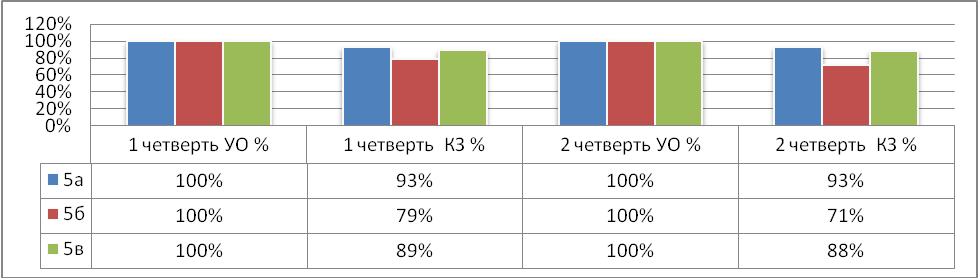 120%
100%
80%
60%
40%
20%
0%
1 четверть УО % 1 четверть КЗ % 2 четверть УО % 2 четверть КЗ %
5а 100% 93% 100% 93%
5б 100% 79% 100% 71%
5в 100% 89% 100% 88%